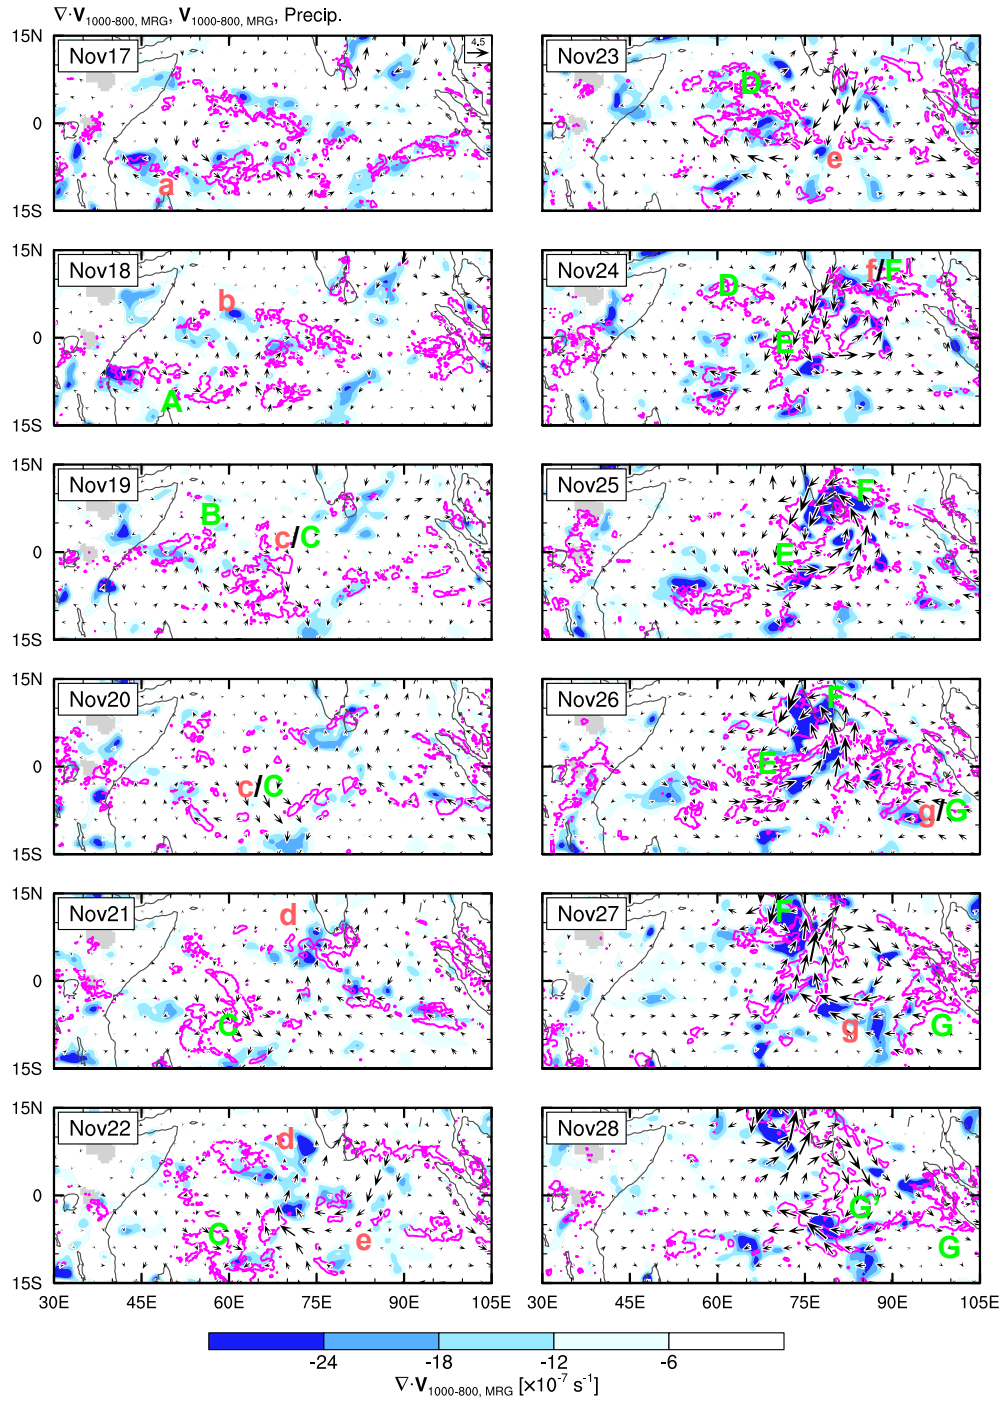 ∇·V1000-800, MRG, V1000-800, MRG, Precip.
15N
0
15S
Nov17
4.5
a
Nov23
D
e
15N
0
15S
Nov18
b
A
Nov24
D
E
f/F
15N
0
15S
Nov19
B
c/C
Nov25
E
F
15N
0
15S
Nov20
c/C
Nov26
F
E
g/G
15N
0
15S
Nov21
d
C
Nov27
F
g
G
15N
0
15S
Nov22
d
C
e
Nov28
G'
G
30E 45E 60E 75E 90E 105E
30E 45E 60E 75E 90E 105E
-24 -18 -12 -6
∇·V1000-800, MRG [×10⁻⁷ s⁻¹]